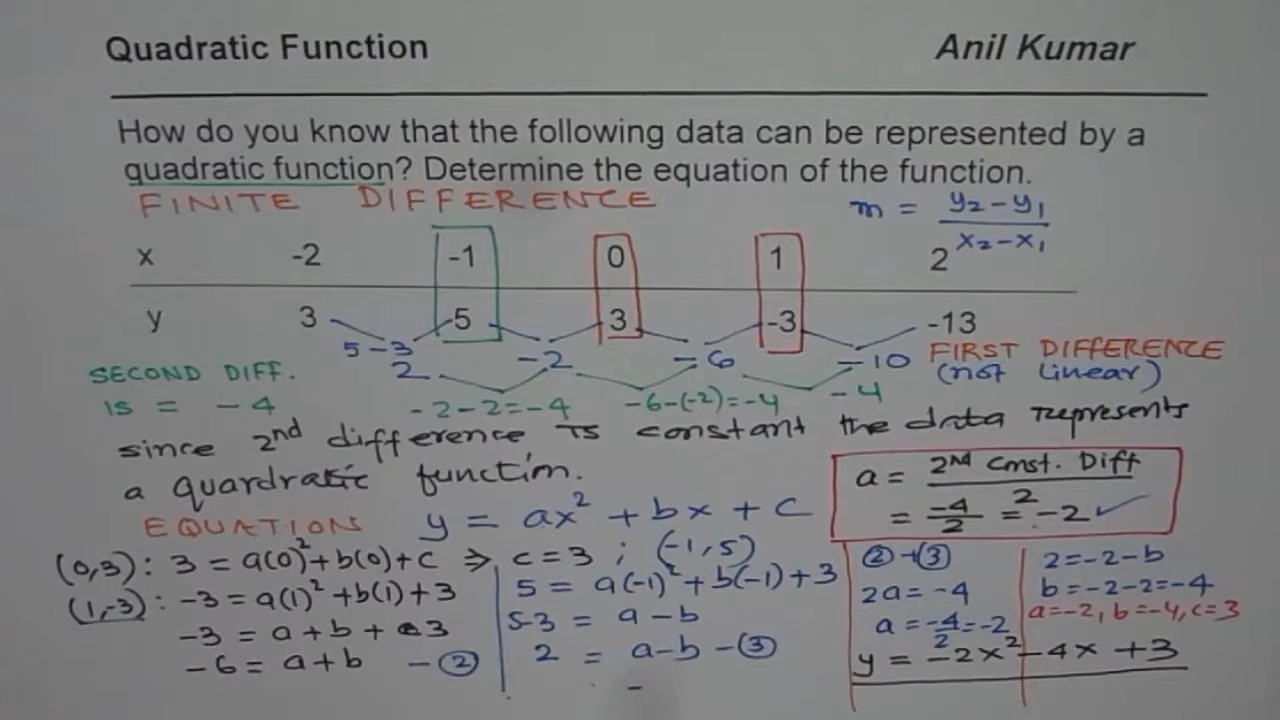 Quadratic Function Anil Kumar
How do you know that the following data can be represented by a
quadratic function? Determine the equation of the function.
FINITE DIFFERENCE m = y₂ - y₁ / x₂ - x₁
x -2 -1 0 1 2
y 3 5 3 -3 -13
5-3 2 -2 -6 -10 FIRST DIFFERENCE
(not linear)
SECOND DIFF.
is = -4 -2-2=-4 -6-(-2)=-4 -4
since 2nd difference is constant the data represents
a quardratic function.
a = 2ND Const. Diff / 2
= -4/2 = -2 ✓
EQUATION y = ax² + bx + c
(0,3): 3 = a(0)² + b(0) + c ⇒ c = 3 ; (-1,5)
(1,-3): -3 = a(1)² + b(1) + 3
-3 = a + b + 3
-6 = a + b - ②
5 = a(-1)² + b(-1) + 3
5-3 = a - b
2 = a - b - ③
② + ③
2a = -4
a = -4/2 = -2
2 = -2 - b
b = -2 - 2 = -4
a = -2, b = -4, c = 3
y = -2x² - 4x + 3